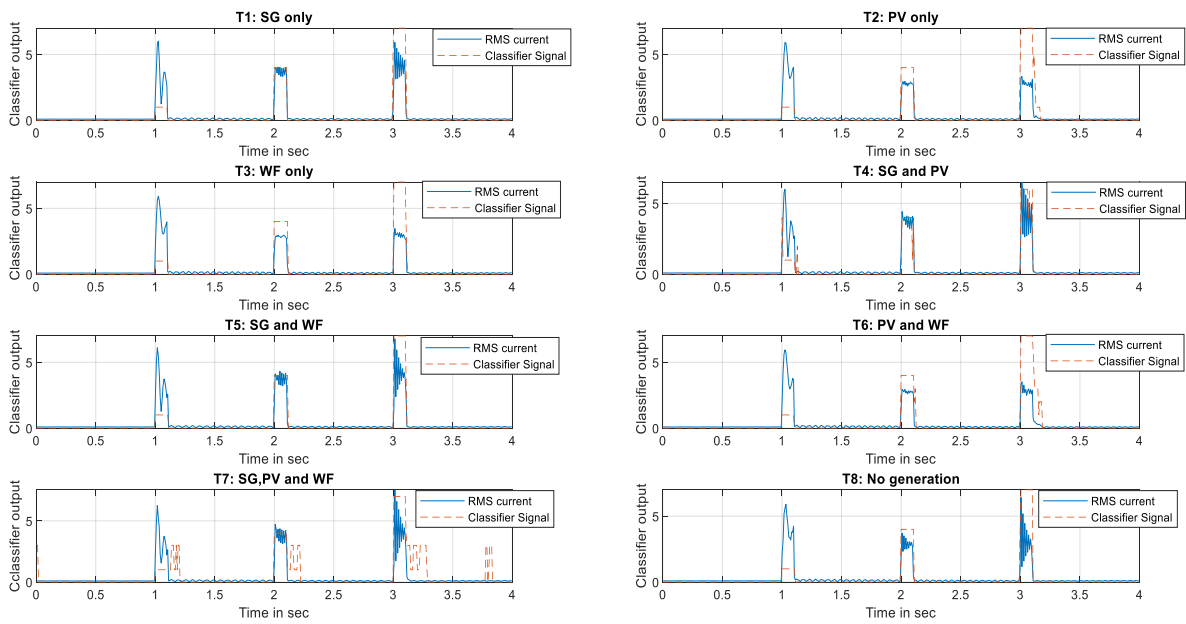 T1: SG only
Classifier output
5
0
RMS current
Classifier Signal
0 0.5 1 1.5 2 2.5 3 3.5 4
Time in sec
T2: PV only
Classifier output
5
0
RMS current
Classifier Signal
0 0.5 1 1.5 2 2.5 3 3.5 4
Time in sec
T3: WF only
Classifier output
5
0
RMS current
Classifier Signal
0 0.5 1 1.5 2 2.5 3 3.5 4
Time in sec
T4: SG and PV
Classifier output
5
0
RMS current
Classifier Signal
0 0.5 1 1.5 2 2.5 3 3.5 4
Time in sec
T5: SG and WF
Classifier output
5
0
RMS current
Classifier Signal
0 0.5 1 1.5 2 2.5 3 3.5 4
Time in sec
T6: PV and WF
Classifier output
5
0
RMS current
Classifier Signal
0 0.5 1 1.5 2 2.5 3 3.5 4
Time in sec
T7: SG,PV and WF
Cclassifier output
5
0
RMS current
Classifier Signal
0 0.5 1 1.5 2 2.5 3 3.5 4
Time in sec
T8: No generation
Classifier output
5
0
RMS current
Classifier Signal
0 0.5 1 1.5 2 2.5 3 3.5 4
Time in sec